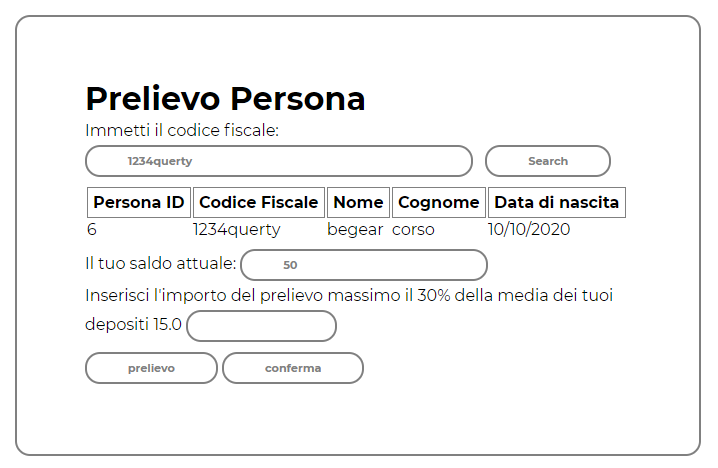 Prelievo Persona
Immetti il codice fiscale:
1234querty Search
Persona ID Codice Fiscale Nome Cognome Data di nascita
6 1234querty begear corso 10/10/2020
Il tuo saldo attuale: 50
Inserisci l'importo del prelievo massimo il 30% della media dei tuoi
depositi 15.0
prelievo conferma